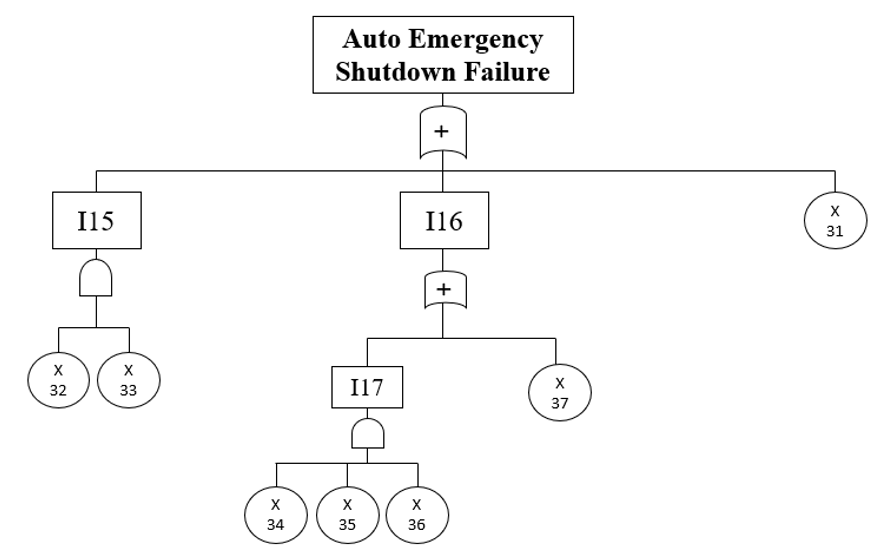 Auto Emergency
Shutdown Failure
+
I15
I16
X
31
+
X
32
X
33
I17
X
37
X
34
X
35
X
36